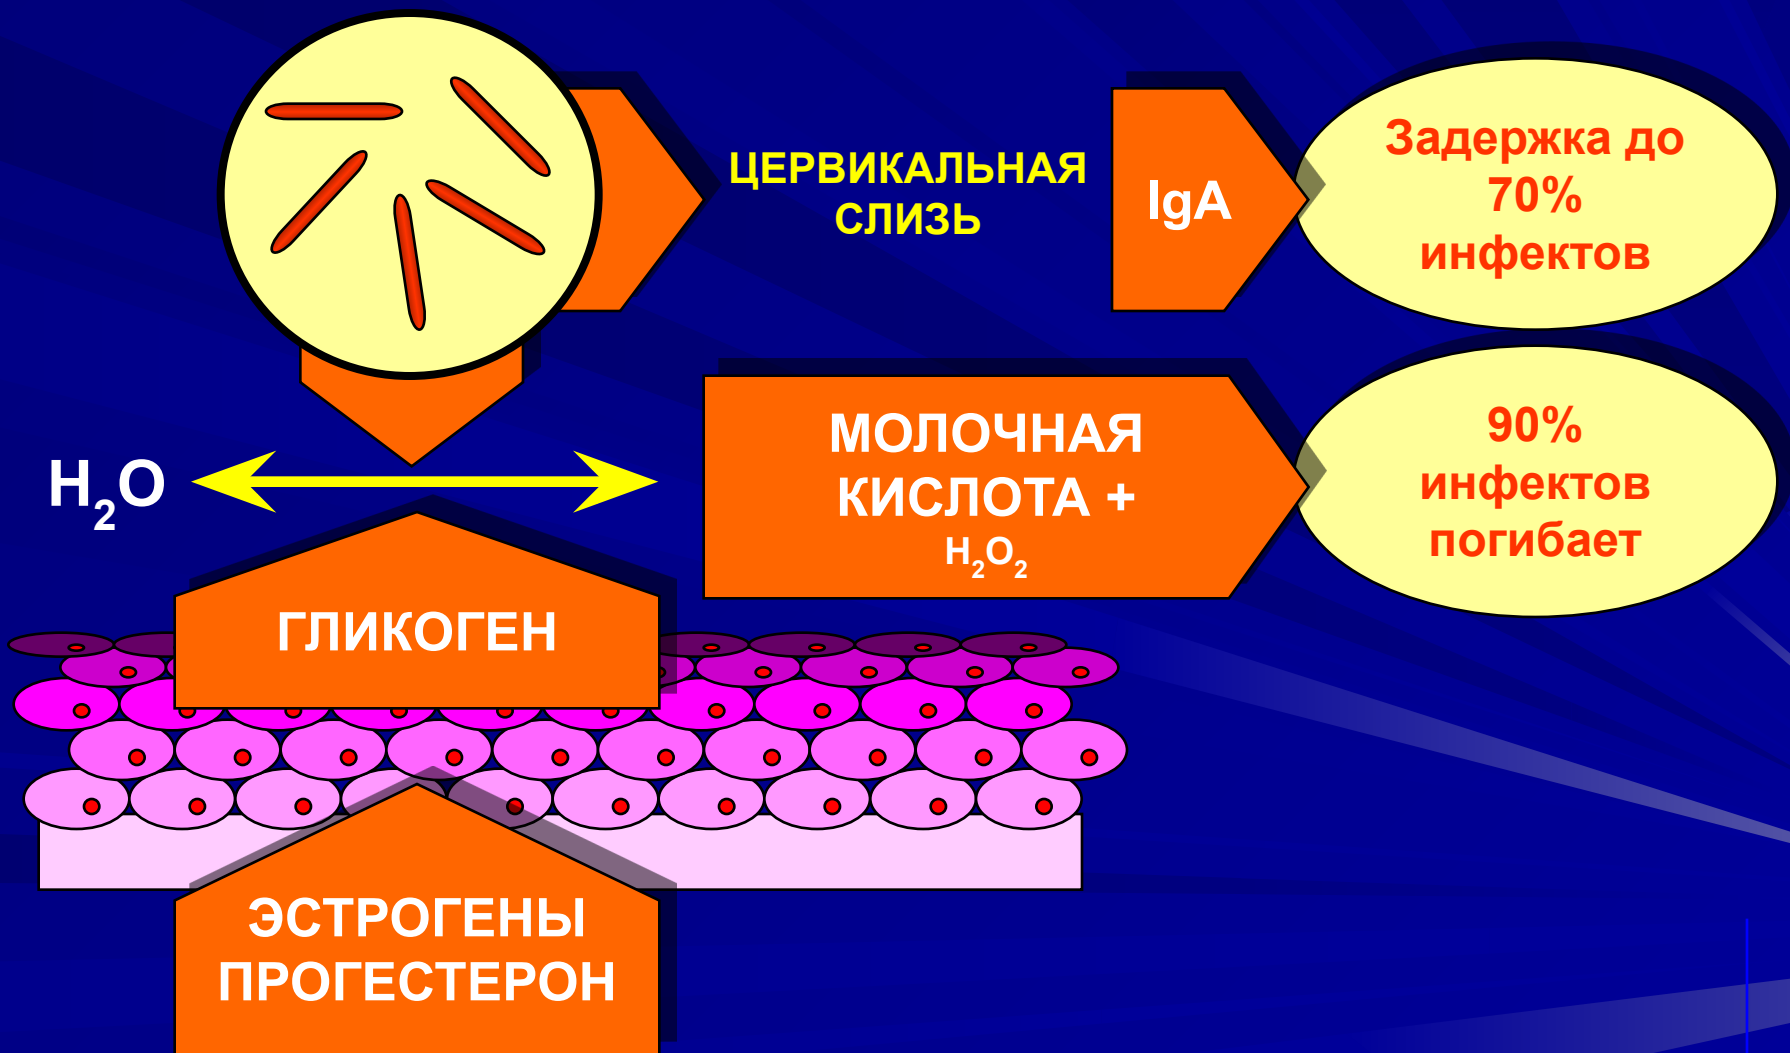 ЦЕРВИКАЛЬНАЯ
СЛИЗЬ
IgA
Задержка до
70%
инфектов
H₂O
МОЛОЧНАЯ
КИСЛОТА +
H₂O₂
90%
инфектов
погибает
ГЛИКОГЕН
ЭСТРОГЕНЫ
ПРОГЕСТЕРОН